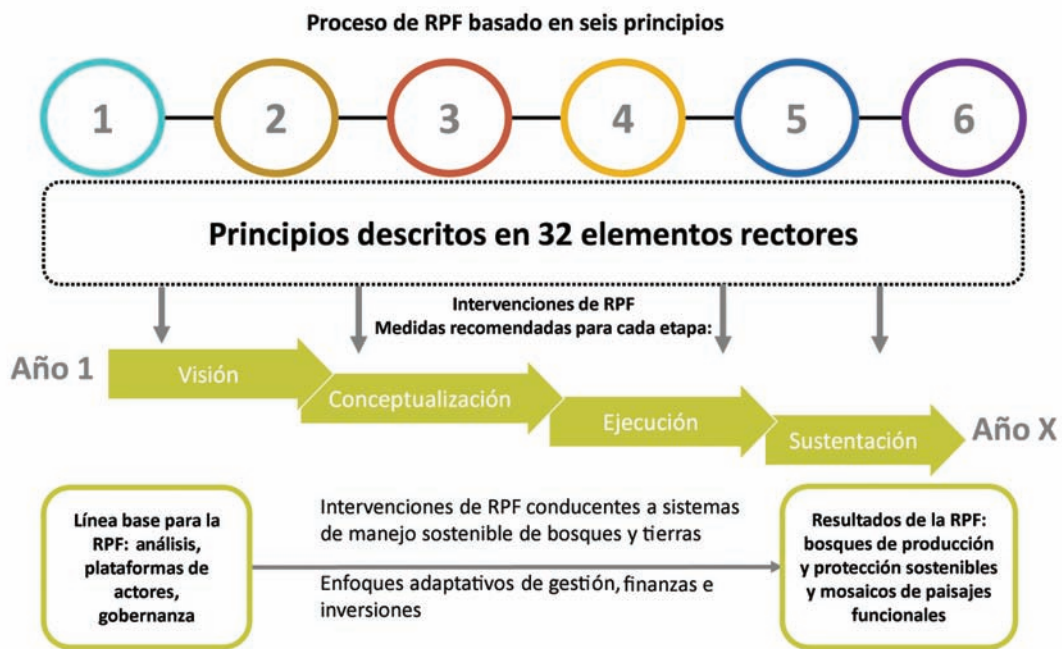 Proceso de RPF basado en seis principios
1
2
3
4
5
6
Principios descritos en 32 elementos rectores
Intervenciones de RPF
Medidas recomendadas para cada etapa:
Año 1
Visión
Conceptualización
Ejecución
Sustentación
Año X
Línea base para la
RPF: análisis,
plataformas de
actores,
gobernanza
Intervenciones de RPF conducentes a sistemas
de manejo sostenible de bosques y tierras
Enfoques adaptativos de gestión, finanzas e
inversiones
Resultados de la RPF:
bosques de producción
y protección sostenibles
y mosaicos de paisajes
funcionales